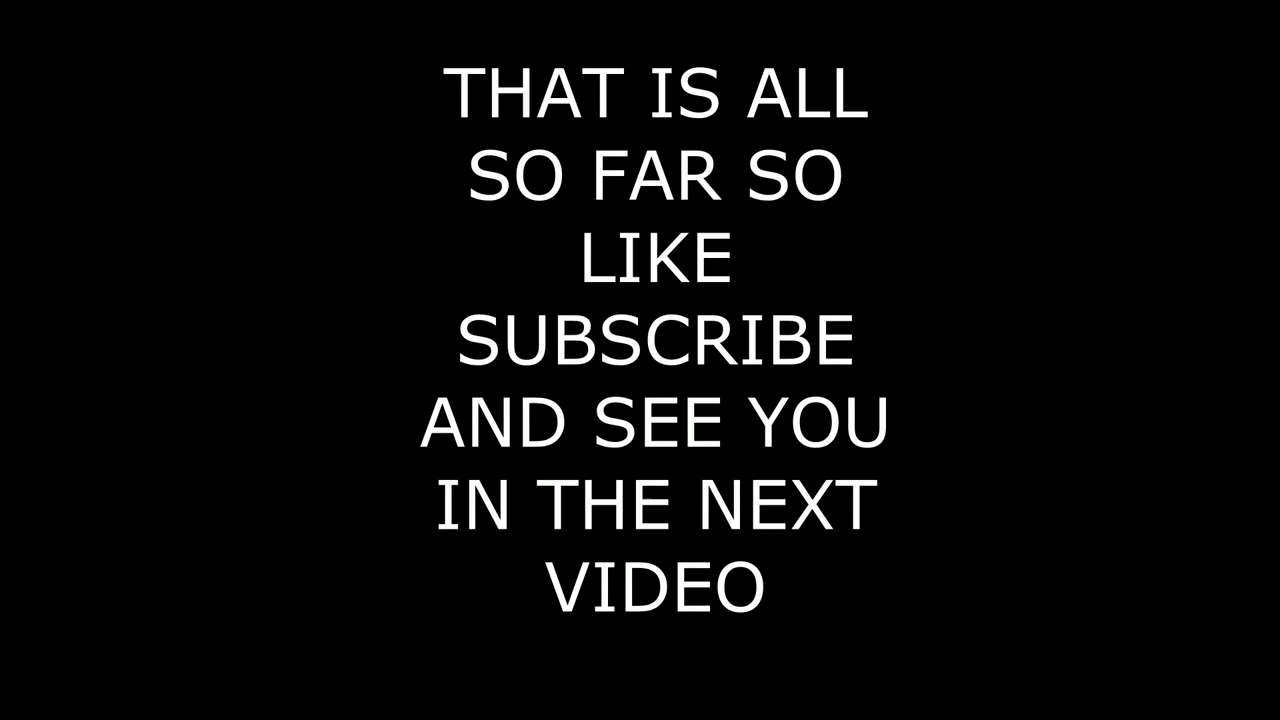 THAT IS ALL
SO FAR SO
LIKE
SUBSCRIBE
AND SEE YOU
IN THE NEXT
VIDEO